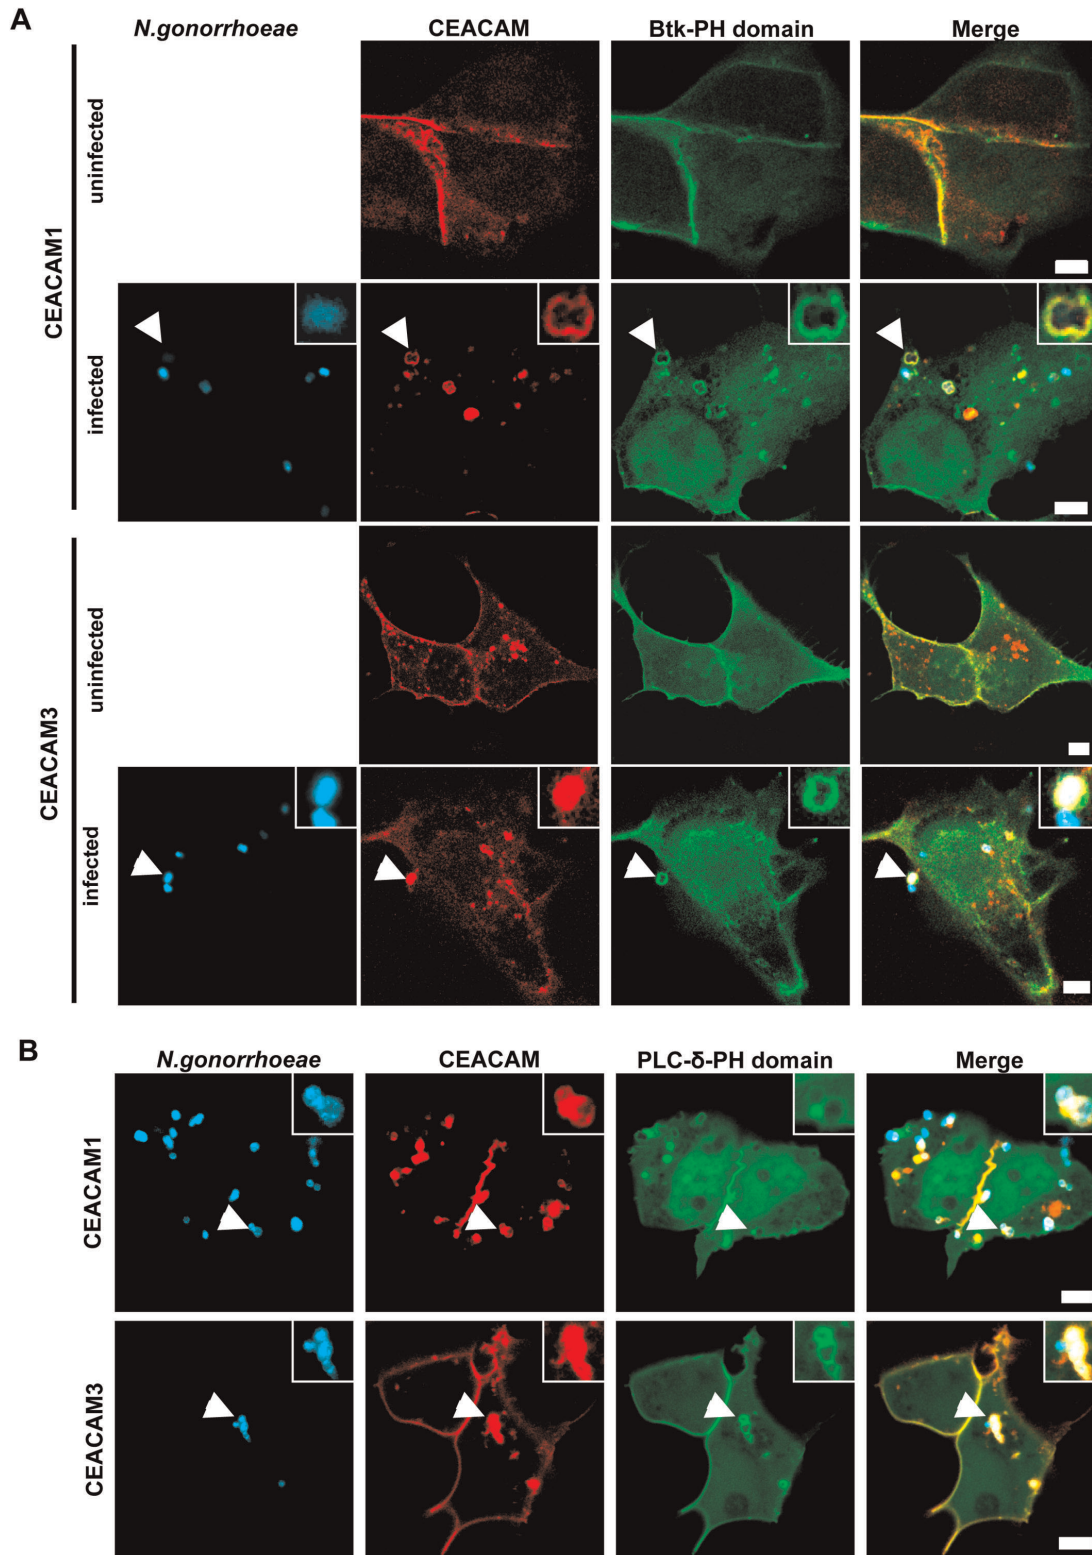 A
N.gonorrhoeae CEACAM Btk-PH domain Merge
CEACAM1
uninfected
infected
CEACAM3
uninfected
infected
B
N.gonorrhoeae CEACAM PLC-δ-PH domain Merge
CEACAM1
CEACAM3